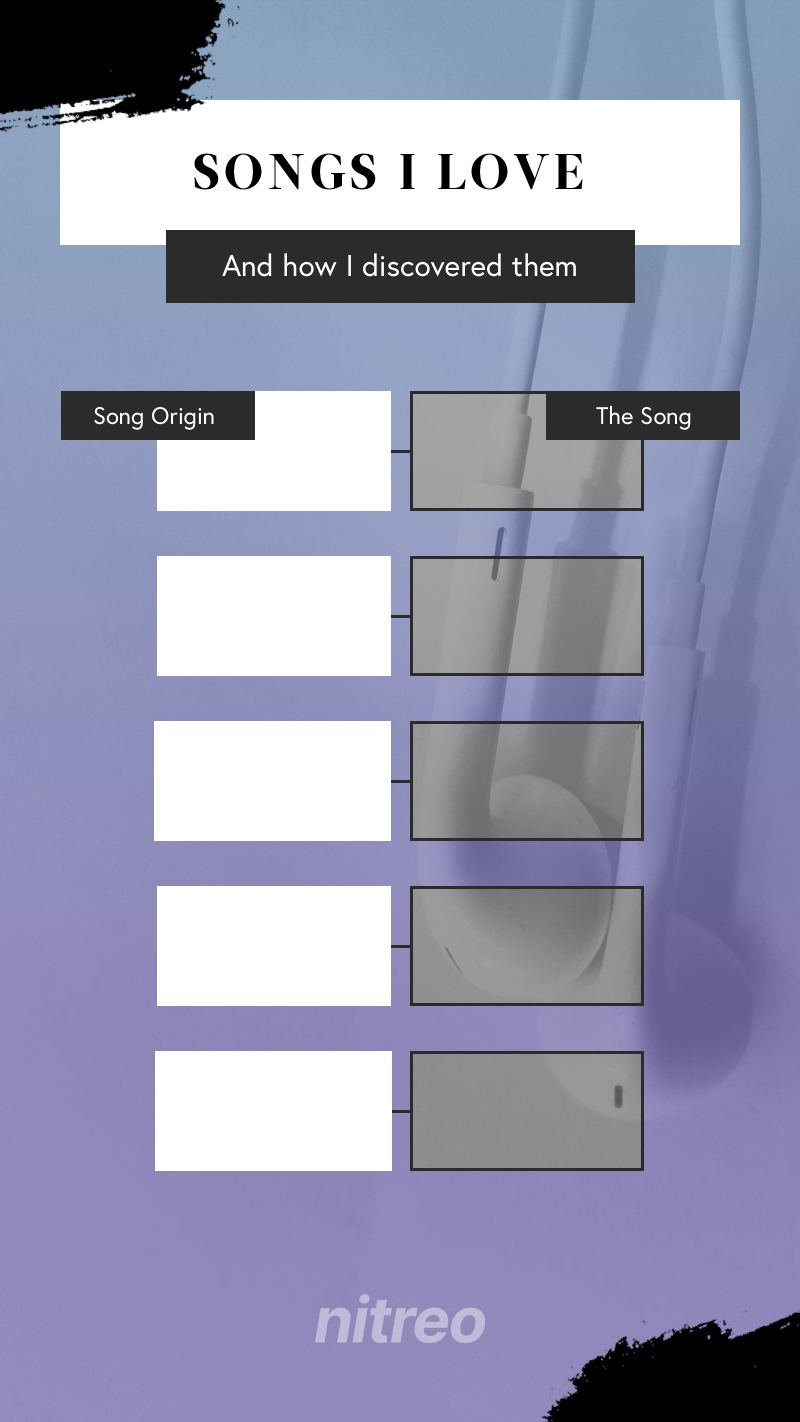 SONGS I LOVE
And how I discovered them
Song Origin
The Song
nitreo